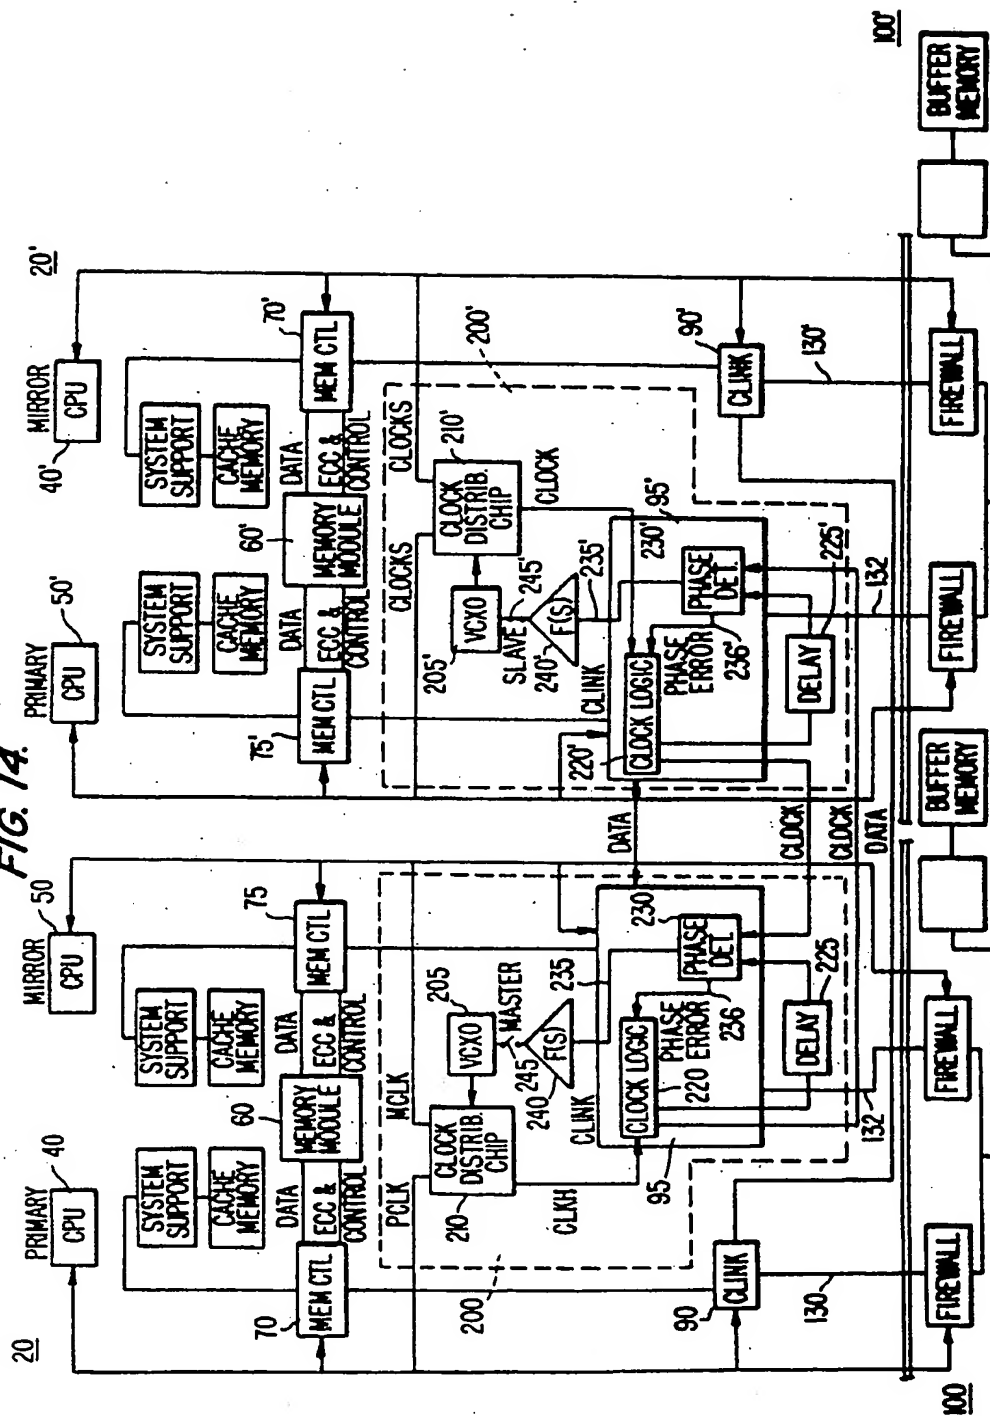 FIG. 14.
20
PRIMARY
CPU
40
MIRROR
CPU
50
SYSTEM
SUPPORT
CACHE
MEMORY
SYSTEM
SUPPORT
CACHE
MEMORY
70
MEM CTL
DATA
ECC &
CONTROL
60
MEMORY
MODULE
DATA
ECC &
CONTROL
MEM CTL
75
PCLK
MCLK
CLOCK
DISTRIB.
CHIP
210
VCXO
205
MASTER
245
F(S)
240
235
CLKH
CLINK
CLOCK LOGIC
220
PHASE
ERROR
236
PHASE
DET.
230
95
DELAY
225
200
90
CLINK
130
132
FIREWALL
FIREWALL
100
BUFFER
MEMORY
DATA
CLOCK
CLOCK
DATA
20'
PRIMARY
CPU
50'
MIRROR
CPU
40'
SYSTEM
SUPPORT
CACHE
MEMORY
SYSTEM
SUPPORT
CACHE
MEMORY
75'
MEM CTL
DATA
ECC &
CONTROL
60'
MEMORY
MODULE
DATA
ECC &
CONTROL
MEM CTL
70'
CLOCKS
CLOCKS
CLOCK
DISTRIB.
CHIP
210'
VCXO
205'
SLAVE
245'
F(S)
240'
235'
CLOCK
CLINK
CLOCK LOGIC
220'
PHASE
ERROR
236'
PHASE
DET.
230'
95'
DELAY
225'
200'
90'
CLINK
130'
132
FIREWALL
FIREWALL
100'
BUFFER
MEMORY